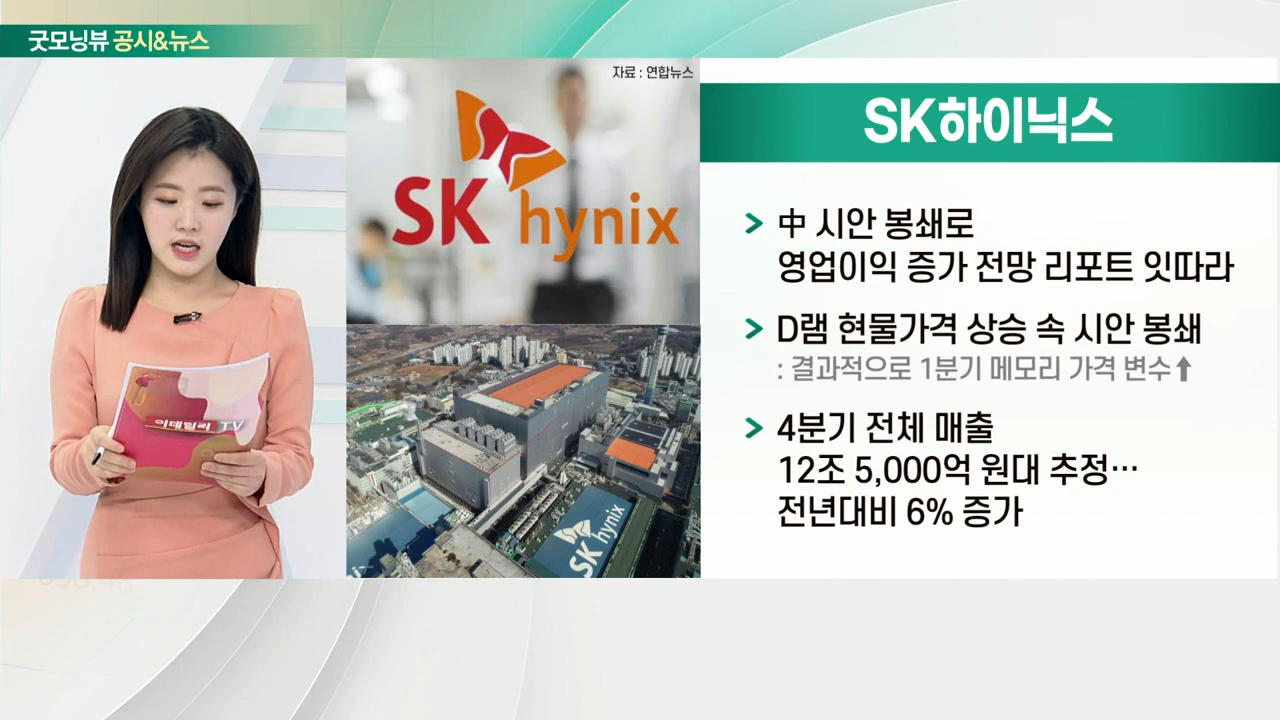 굿모닝뷰 공시&뉴스
자료 : 연합뉴스
SK hynix
SK hynix
이데일리 TV
SK하이닉스
> 中 시안 봉쇄로
영업이익 증가 전망 리포트 잇따라
> D램 현물가격 상승 속 시안 봉쇄
: 결과적으로 1분기 메모리 가격 변수⬆
> 4분기 전체 매출
12조 5,000억 원대 추정…
전년대비 6% 증가